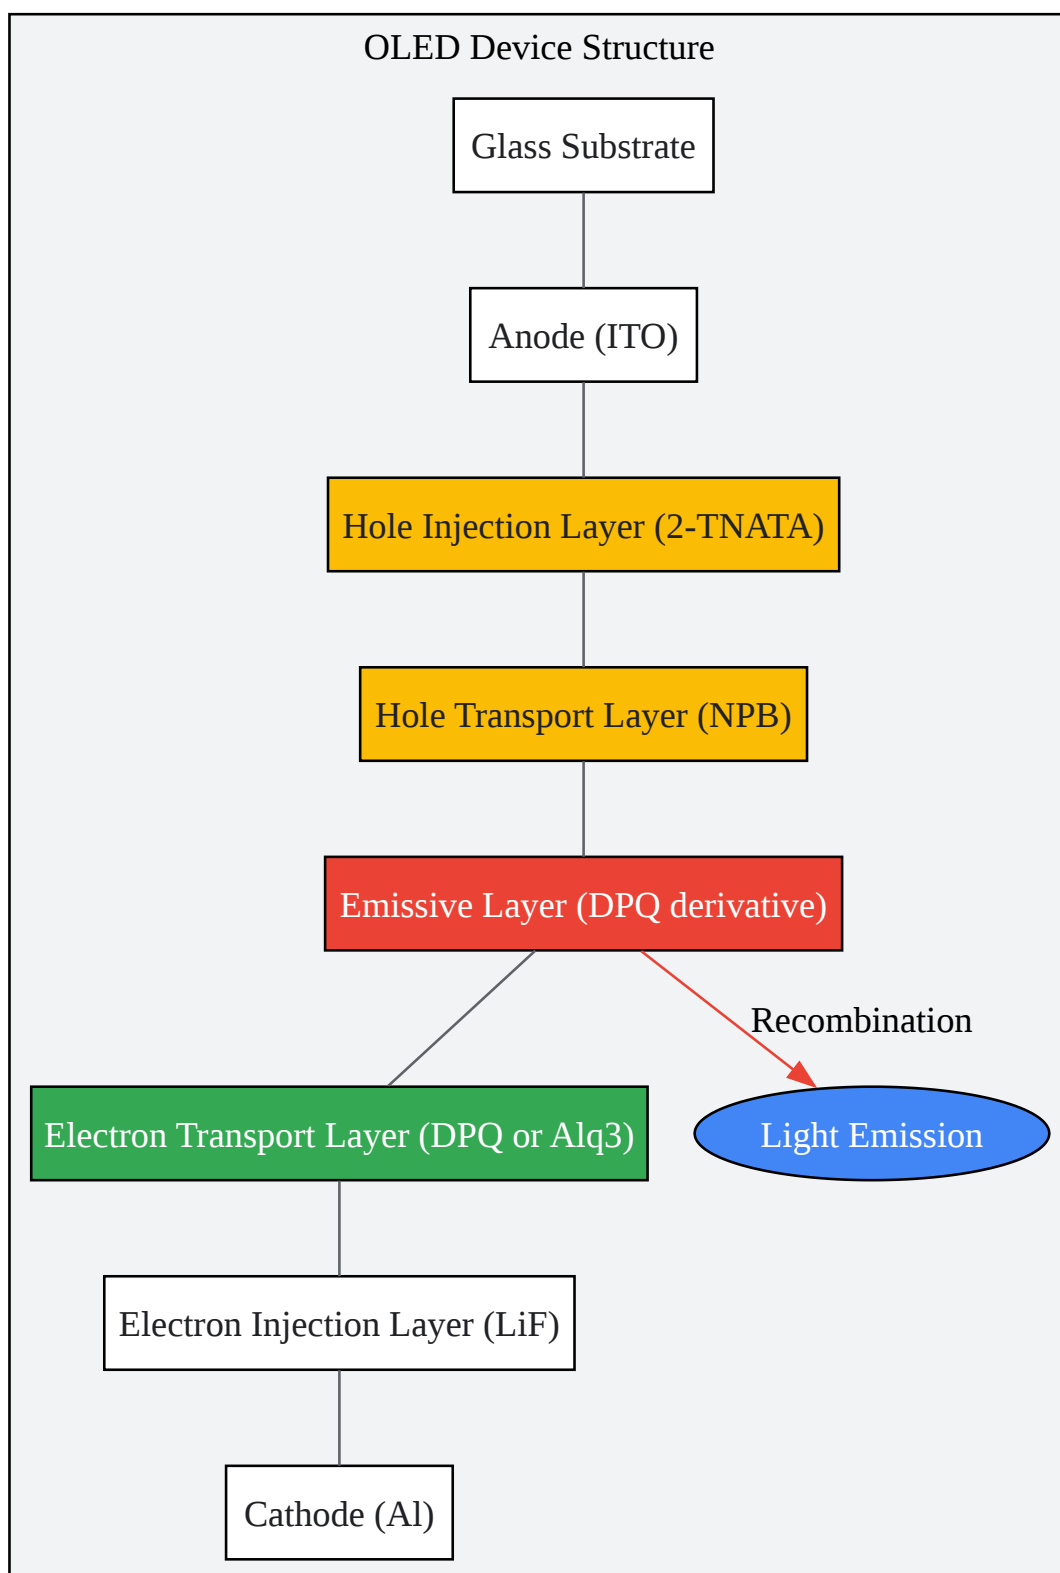 OLED Device Structure
Glass Substrate
Anode (ITO)
Hole Injection Layer (2-TNATA)
Hole Transport Layer (NPB)
Emissive Layer (DPQ derivative)
Recombination
Electron Transport Layer (DPQ or Alq3)
Light Emission
Electron Injection Layer (LiF)
Cathode (Al)